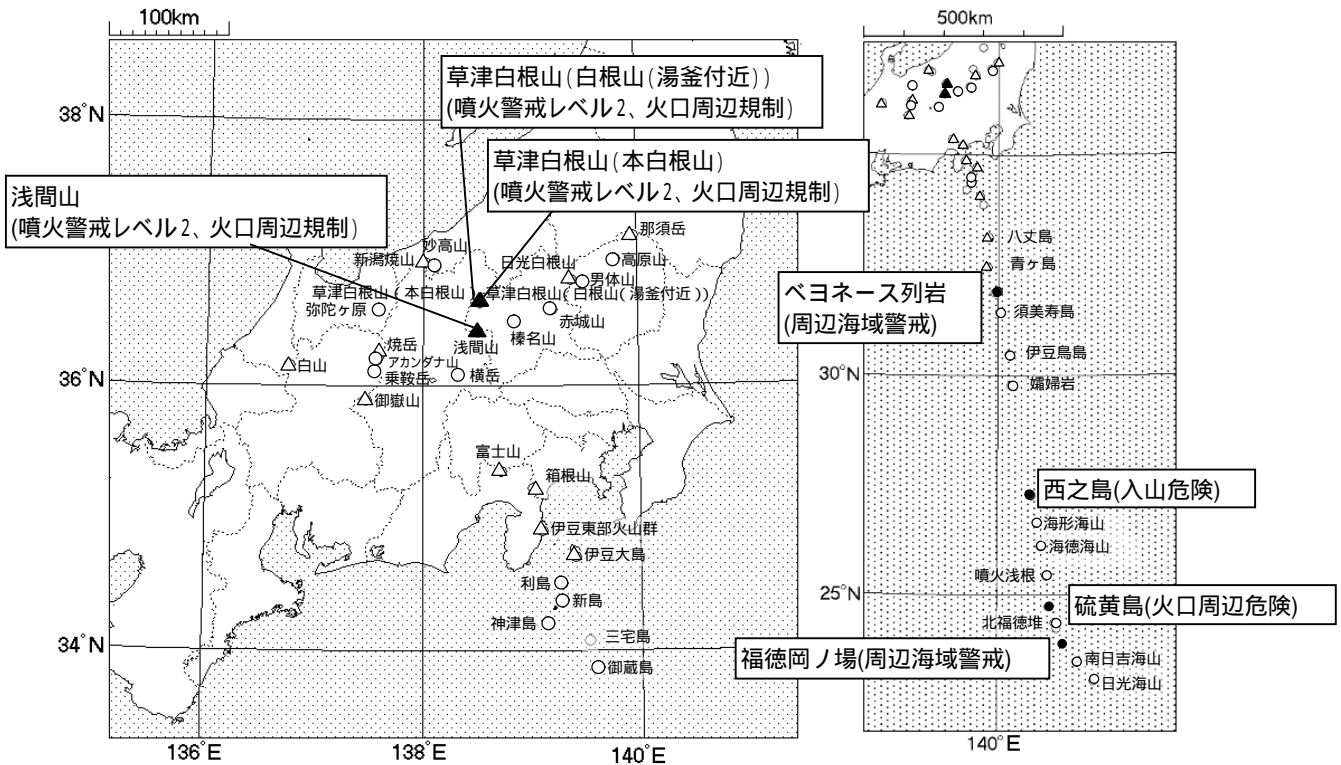 100km
500km
草津白根山(白根山(湯釜付近))
(噴火警戒レベル2、火口周辺規制)
38°N
草津白根山(本白根山)
(噴火警戒レベル2、火口周辺規制)
浅間山
(噴火警戒レベル2、火口周辺規制)
那須岳
妙高山
新潟焼山
日光白根山
高原山
男体山
草津白根山(本白根山)
草津白根山(白根山(湯釜付近))
弥陀ヶ原
赤城山
榛名山
浅間山
焼岳
アカンダナ山
乗鞍岳
白山
横岳
36°N
御嶽山
富士山
箱根山
伊豆東部火山群
伊豆大島
利島
新島
神津島
三宅島
34°N
御蔵島
136°E
138°E
140°E
八丈島
青ヶ島
ベヨネース列岩
(周辺海域警戒)
須美寿島
伊豆鳥島
30°N
孀婦岩
西之島(入山危険)
海形海山
海徳海山
噴火浅根
25°N
硫黄島(火口周辺危険)
北福徳堆
福徳岡ノ場(周辺海域警戒)
南日吉海山
日光海山
140°E